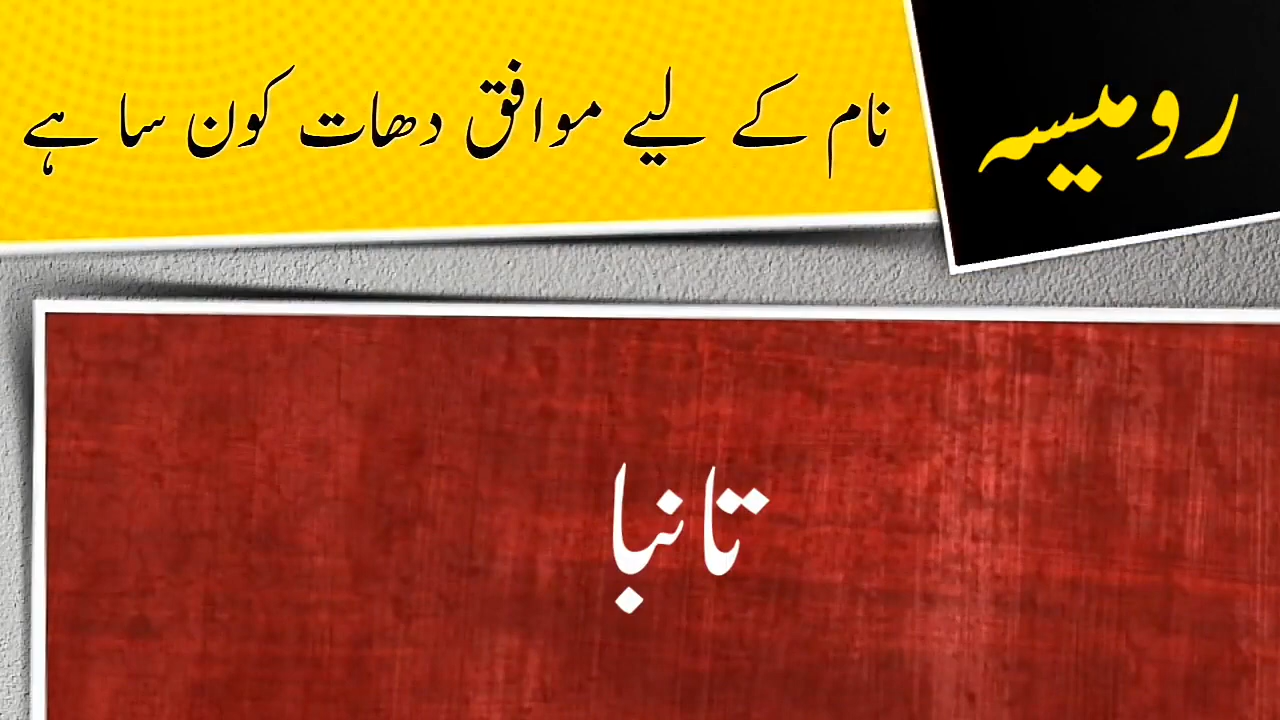 رومیسہ
نام کے لیے موافق دھات کون سا ہے
تانبا